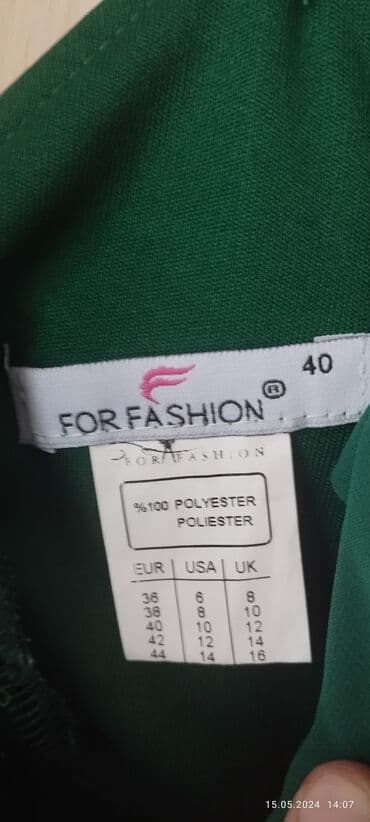 40
FOR FASHION®
FOR FASHION
%100 POLYESTER
POLIESTER
EUR USA UK
36 6 8
38 8 10
40 10 12
42 12 14
44 14 16
15.05.2024 14:07